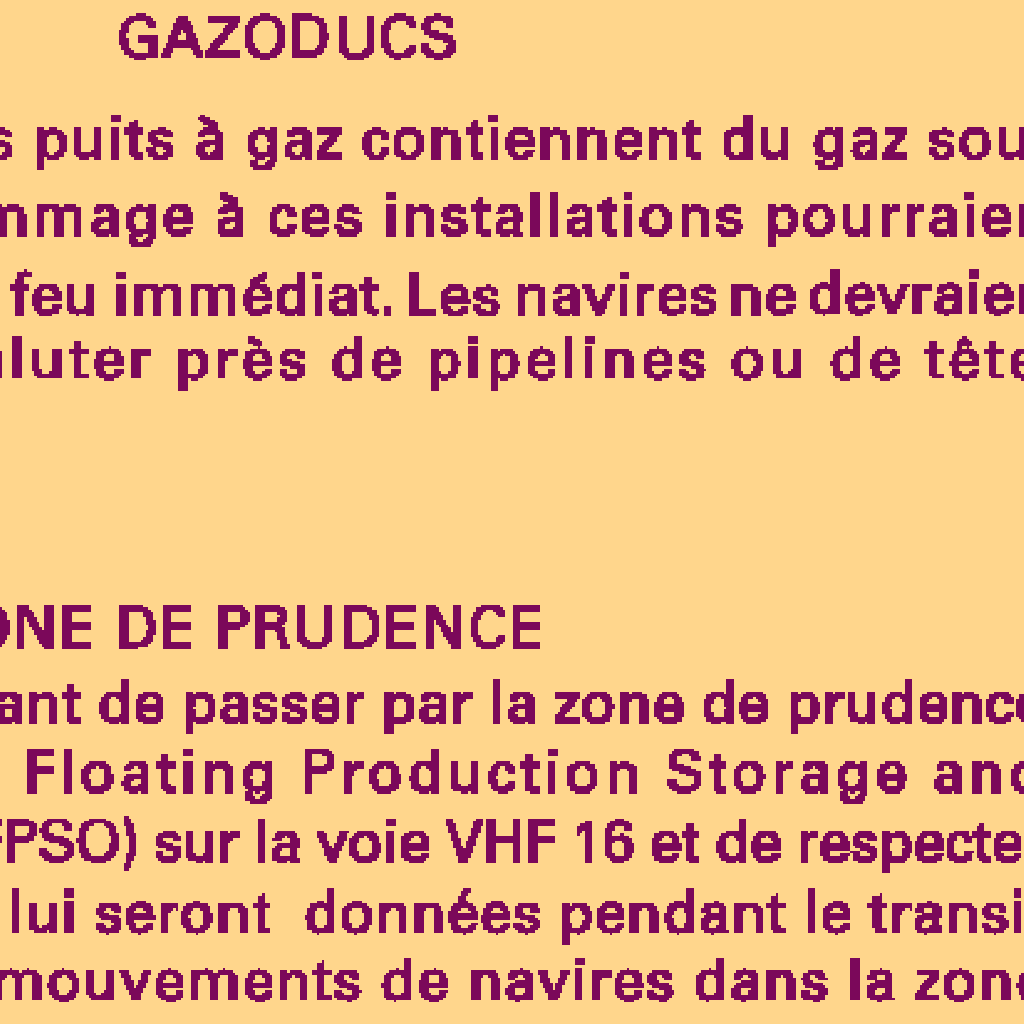 GAZODUCS
s puits à gaz contiennent du gaz sou
mmage à ces installations pourraien
feu immédiat. Les navires ne devraien
luter près de pipelines ou de tête
ONE DE PRUDENCE
ant de passer par la zone de prudence
Floating Production Storage and
FPSO) sur la voie VHF 16 et de respecte
lui seront données pendant le transi
mouvements de navires dans la zone